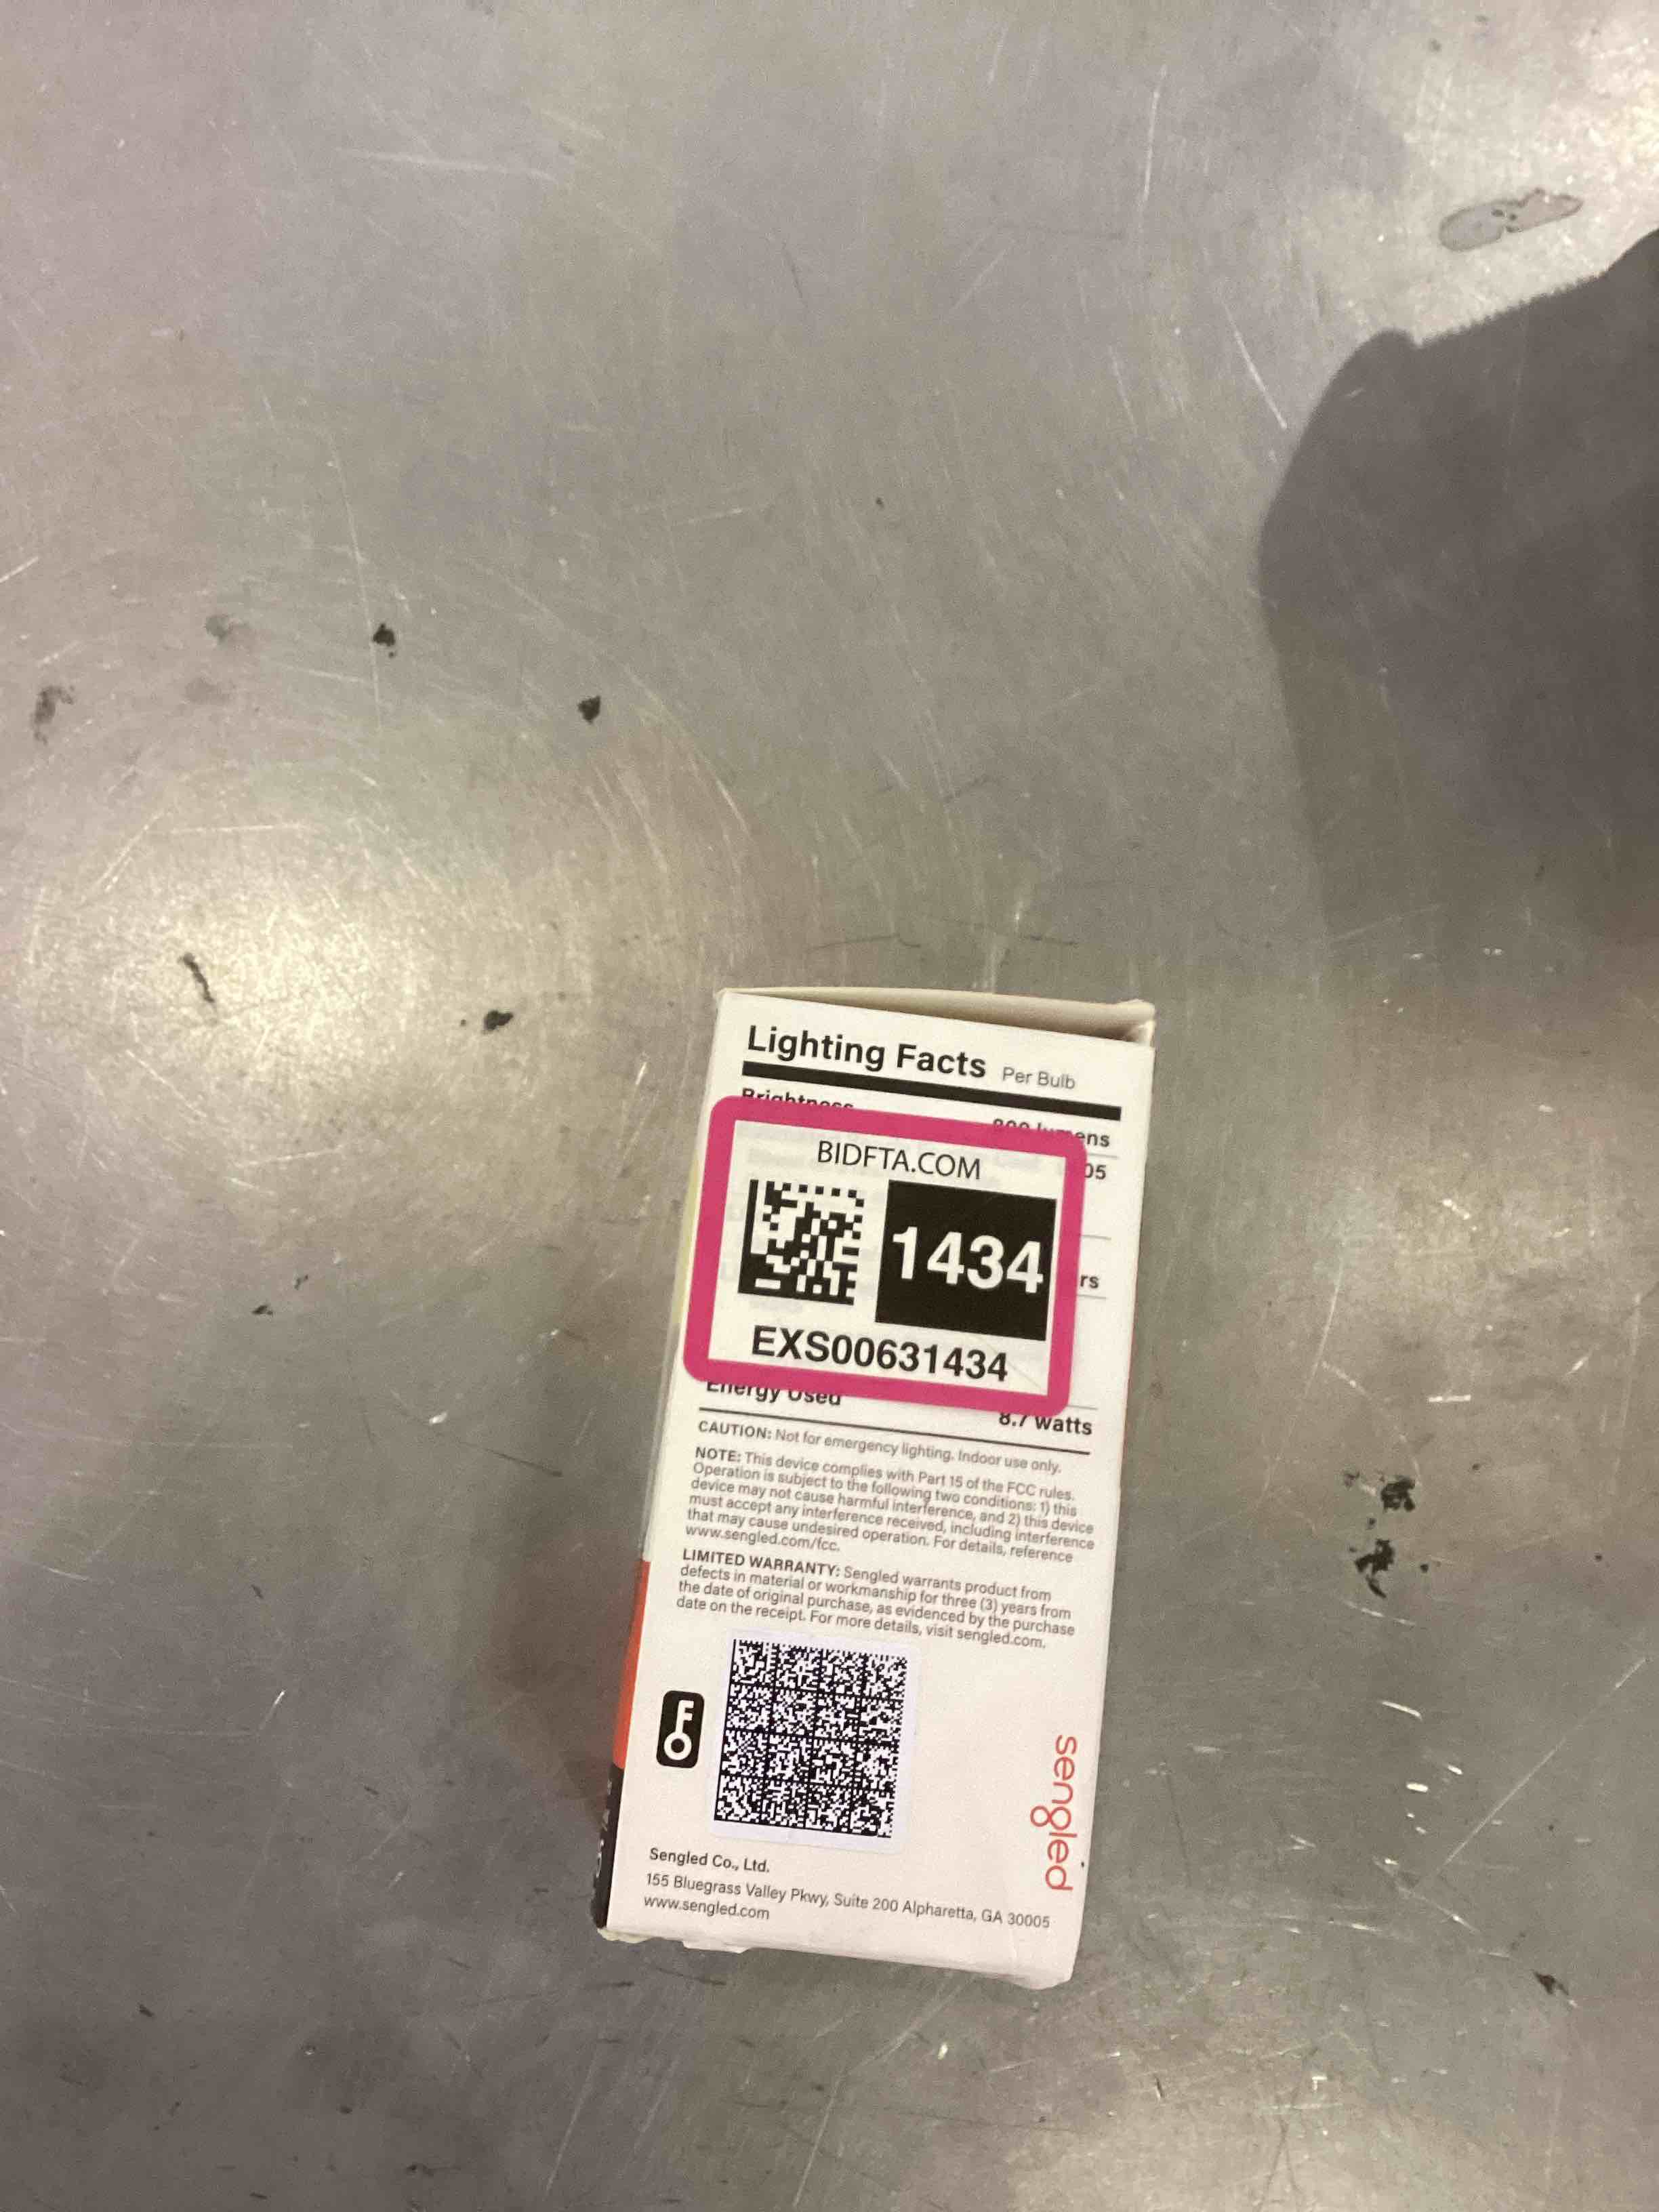 Lighting Facts Per Bulb
Brightness 800 lumens
BIDFTA.COM
1434
EXS00631434
Energy Used 8.7 watts
CAUTION: Not for emergency lighting. Indoor use only.
NOTE: This device complies with Part 15 of the FCC rules.
Operation is subject to the following two conditions: 1) this
device may not cause harmful interference, and 2) this device
must accept any interference received, including interference
that may cause undesired operation. For details, reference
www.sengled.com/fcc.
LIMITED WARRANTY: Sengled warrants product from
defects in material or workmanship for three (3) years from
the date of original purchase, as evidenced by the purchase
date on the receipt. For more details, visit sengled.com.
sengled
Sengled Co., Ltd.
155 Bluegrass Valley Pkwy, Suite 200 Alpharetta, GA 30005
www.sengled.com